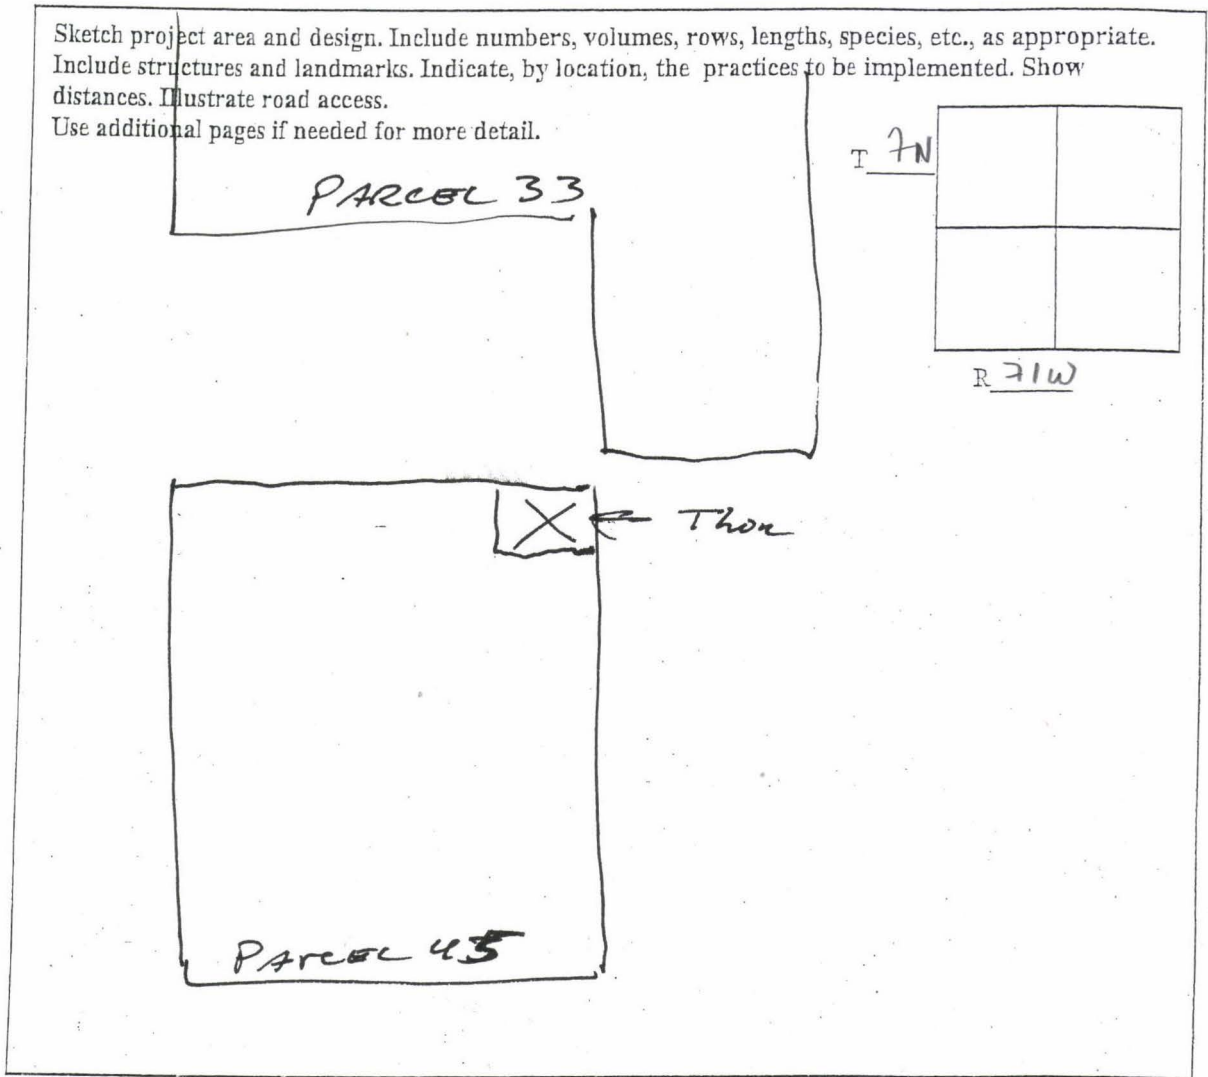 Sketch project area and design. Include numbers, volumes, rows, lengths, species, etc., as appropriate.
Include structures and landmarks. Indicate, by location, the practices to be implemented. Show
distances. Illustrate road access.
Use additional pages if needed for more detail.
T 7N
PARCEL 33
R 71W
Thon
PArCEL 45